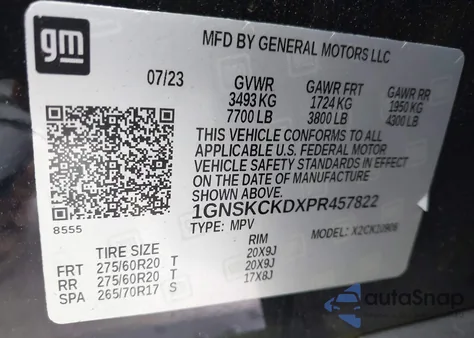 gm
MFD BY GENERAL MOTORS LLC
07/23 GVWR GAWR FRT GAWR RR
3493 KG 1724 KG 1950 KG
7700 LB 3800 LB 4300 LB
THIS VEHICLE CONFORMS TO ALL
APPLICABLE U.S. FEDERAL MOTOR
VEHICLE SAFETY STANDARDS IN EFFECT
ON THE DATE OF MANUFACTURE
SHOWN ABOVE.
1GNSKCKDXPR457822
8555 TYPE: MPV MODEL: X2CK10906
TIRE SIZE RIM
FRT 275/60R20 T 20X9J
RR 275/60R20 T 20X9J
SPA 265/70R17 S 17X8J
autoSnap